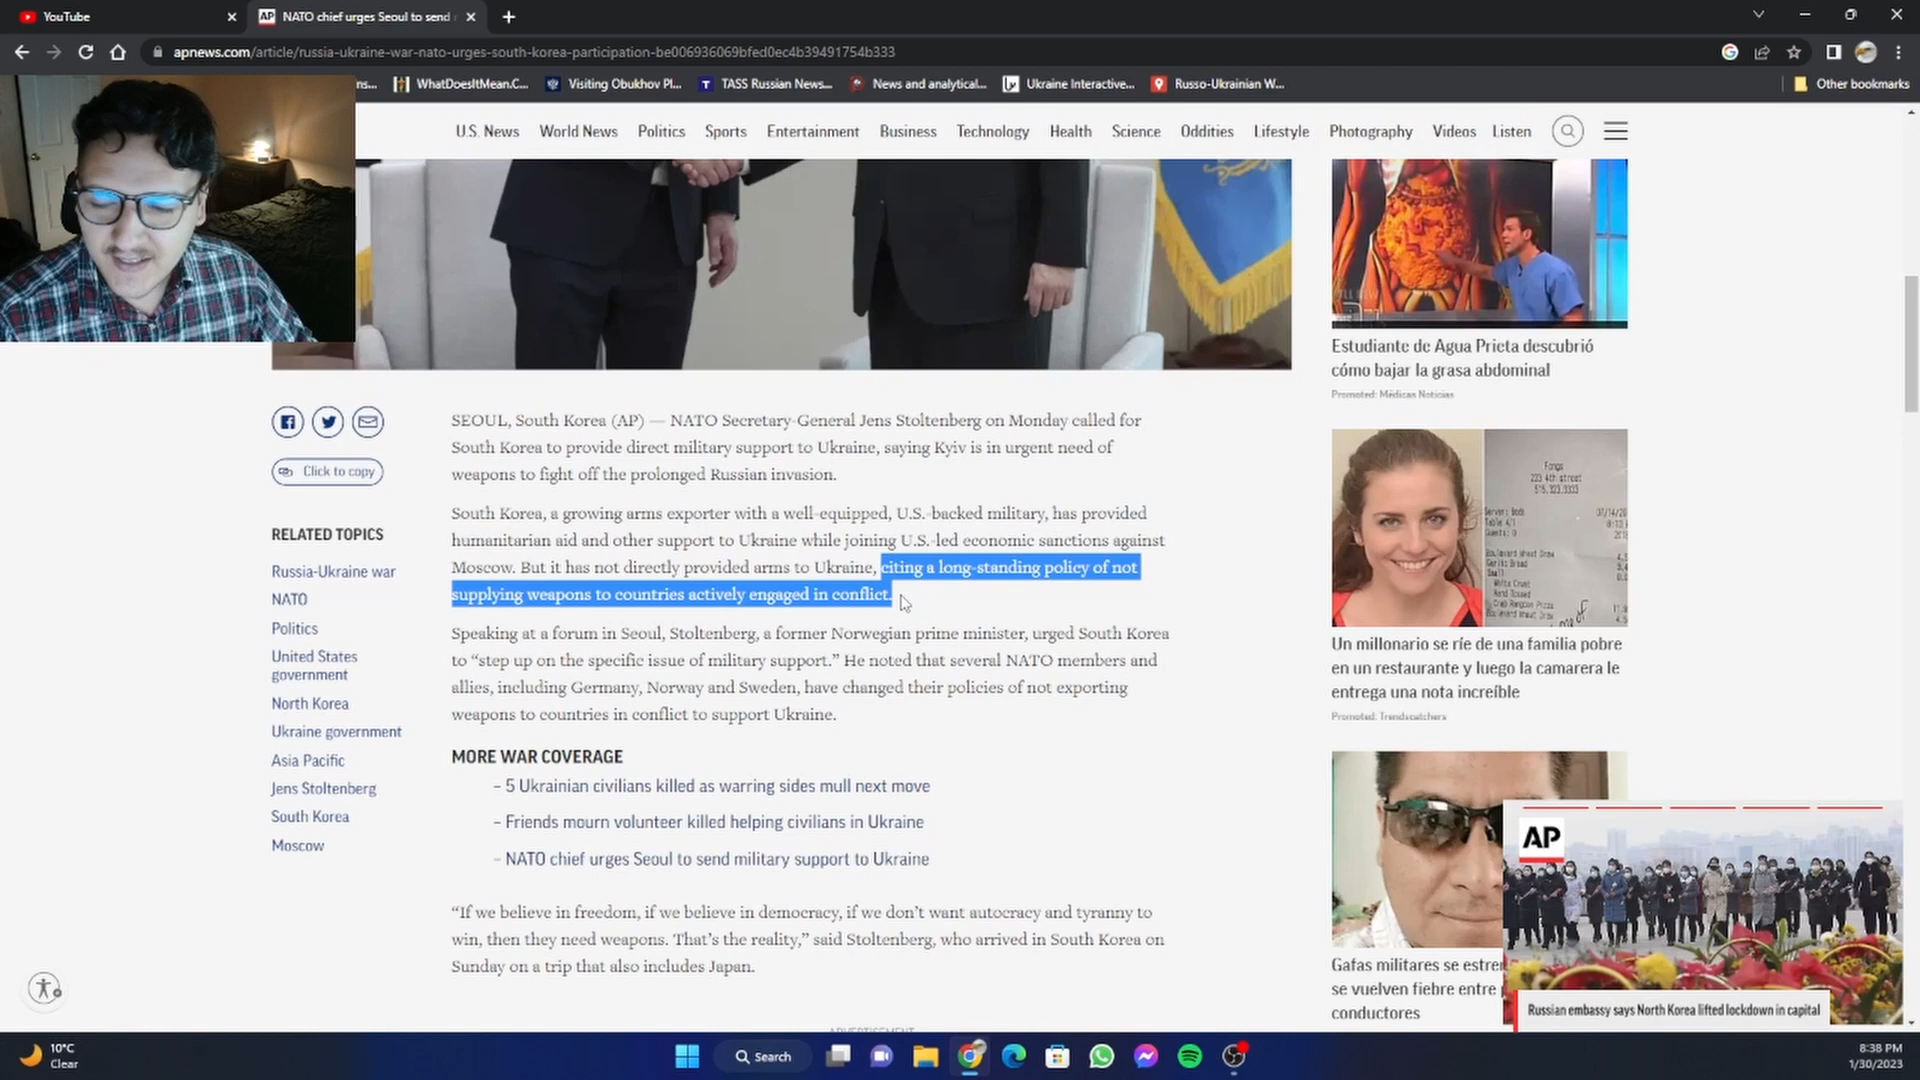 YouTube
AP NATO chief urges Seoul to send
apnews.com/article/russia-ukraine-war-nato-urges-south-korea-participation-be006936069bfed0ec4b39491754b333
ns...
WhatDoesItMean.C...
Visiting Obukhov Pl...
T TASS Russian News...
News and analytical...
Ukraine Interactive...
Russo-Ukrainian W...
Other bookmarks
U.S. News World News Politics Sports Entertainment Business Technology Health Science Oddities Lifestyle Photography Videos Listen
Estudiante de Agua Prieta descubrió
cómo bajar la grasa abdominal
Promoted: Médicas Noticias
Click to copy
RELATED TOPICS
Russia-Ukraine war
NATO
Politics
United States
government
North Korea
Ukraine government
Asia Pacific
Jens Stoltenberg
South Korea
Moscow
SEOUL, South Korea (AP) — NATO Secretary-General Jens Stoltenberg on Monday called for
South Korea to provide direct military support to Ukraine, saying Kyiv is in urgent need of
weapons to fight off the prolonged Russian invasion.
South Korea, a growing arms exporter with a well-equipped, U.S.-backed military, has provided
humanitarian aid and other support to Ukraine while joining U.S.-led economic sanctions against
Moscow. But it has not directly provided arms to Ukraine, citing a long-standing policy of not
supplying weapons to countries actively engaged in conflict.
Speaking at a forum in Seoul, Stoltenberg, a former Norwegian prime minister, urged South Korea
to “step up on the specific issue of military support.” He noted that several NATO members and
allies, including Germany, Norway and Sweden, have changed their policies of not exporting
weapons to countries in conflict to support Ukraine.
MORE WAR COVERAGE
– 5 Ukrainian civilians killed as warring sides mull next move
– Friends mourn volunteer killed helping civilians in Ukraine
– NATO chief urges Seoul to send military support to Ukraine
“If we believe in freedom, if we believe in democracy, if we don’t want autocracy and tyranny to
win, then they need weapons. That’s the reality,” said Stoltenberg, who arrived in South Korea on
Sunday on a trip that also includes Japan.
ADVERTISEMENT
Fongs
223 4th street
515.323.3333
Un millonario se ríe de una familia pobre
en un restaurante y luego la camarera le
entrega una nota increíble
Promoted: Trendscatchers
Gafas militares se estrer
se vuelven fiebre entre
conductores
AP
Russian embassy says North Korea lifted lockdown in capital
10°C
Clear
Search
8:38 PM
1/30/2023